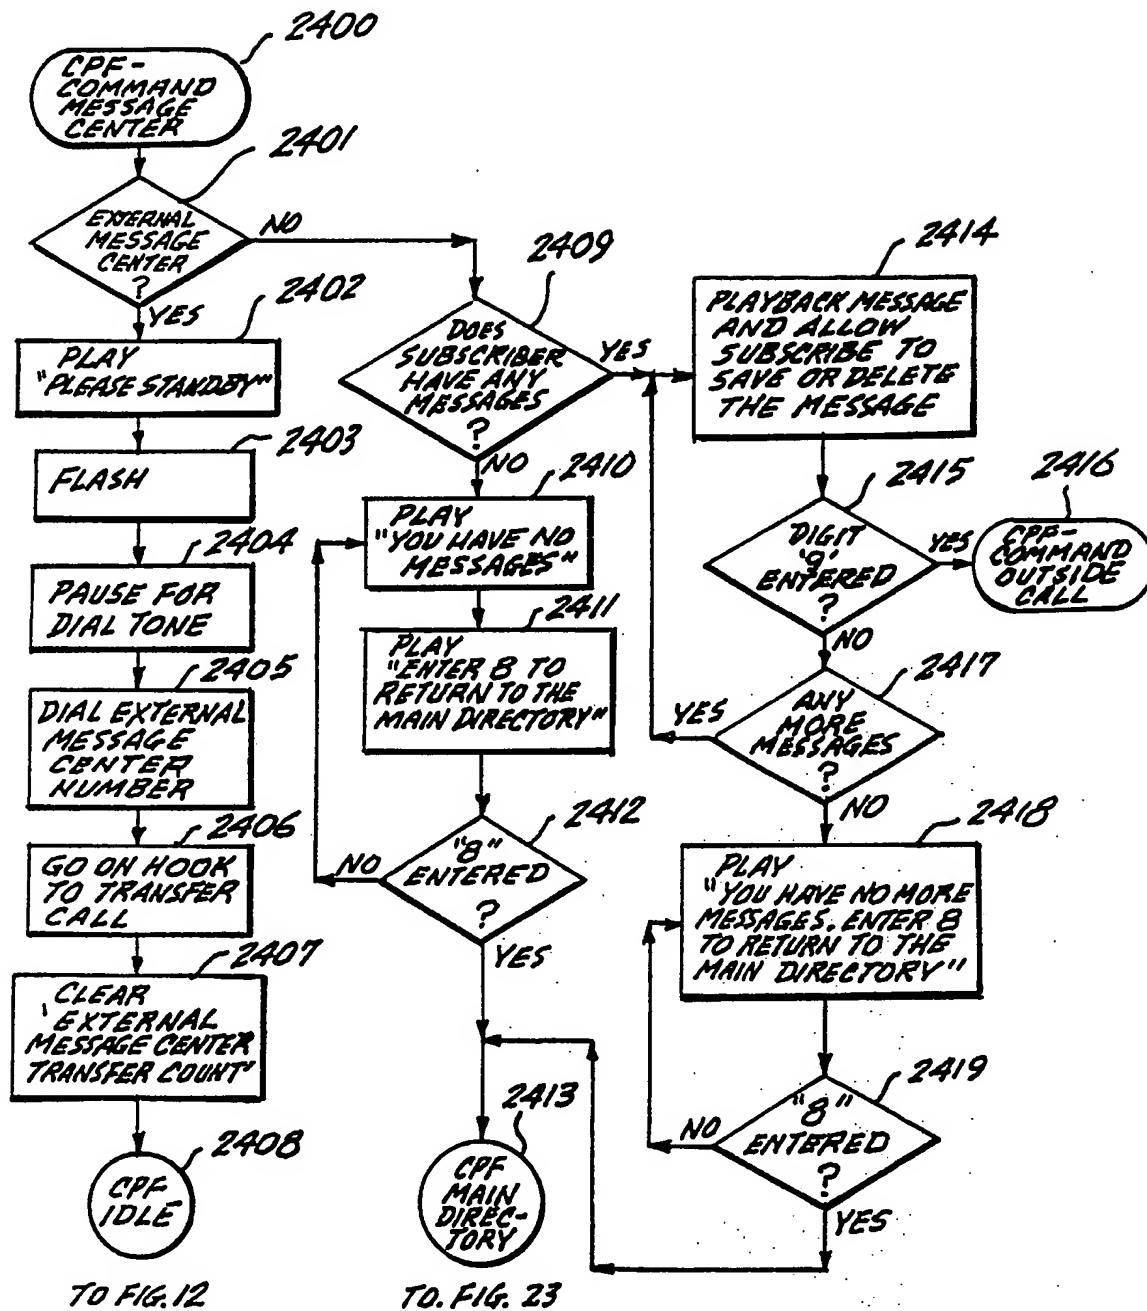 2400
CPF-
COMMAND
MESSAGE
CENTER
2401
EXTERNAL
MESSAGE
CENTER
?
NO
YES
2402
PLAY
"PLEASE STANDBY"
2403
FLASH
2404
PAUSE FOR
DIAL TONE
2405
DIAL EXTERNAL
MESSAGE
CENTER
NUMBER
2406
GO ON HOOK
TO TRANSFER
CALL
2407
CLEAR
'EXTERNAL
MESSAGE CENTER
TRANSFER COUNT'
2408
CPF
IDLE
TO FIG. 12
2409
DOES
SUBSCRIBER
HAVE ANY
MESSAGES
?
YES
NO
2410
PLAY
"YOU HAVE NO
MESSAGES"
2411
PLAY
"ENTER 8 TO
RETURN TO THE
MAIN DIRECTORY"
2412
"8"
ENTERED
?
NO
YES
2413
CPF
MAIN
DIREC-
TORY
TO. FIG. 23
2414
PLAYBACK MESSAGE
AND ALLOW
SUBSCRIBE TO
SAVE OR DELETE
THE MESSAGE
2415
DIGIT
'9'
ENTERED
?
YES
NO
2416
CPF-
COMMAND
OUTSIDE
CALL
2417
ANY
MORE
MESSAGES
?
YES
NO
2418
PLAY
"YOU HAVE NO MORE
MESSAGES. ENTER 8
TO RETURN TO THE
MAIN DIRECTORY"
2419
"8"
ENTERED
?
NO
YES